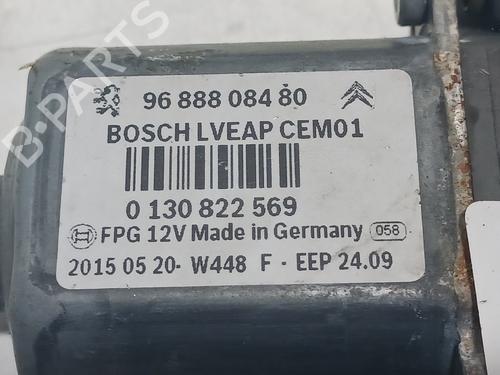 B-PARTS
96 888 084 80
BOSCH LVEAP CEM01
0 130 822 569
FPG 12V Made in Germany 058
2015 05 20- W448 F - EEP 24.09